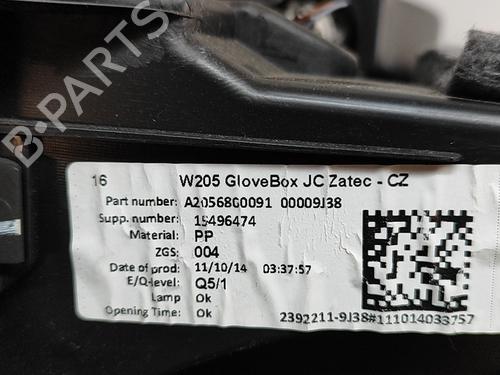 B-PARTS
16 W205 GloveBox JC Zatec - CZ
Part number: A2056800091 00009J38
Supp. number: 15496474
Material: PP
ZGS: 004
Date of prod: 11/10/14 03:37:57
E/Q-level: Q5/1
Lamp Ok
Opening Time: Ok
2392211-9J38#111014033757